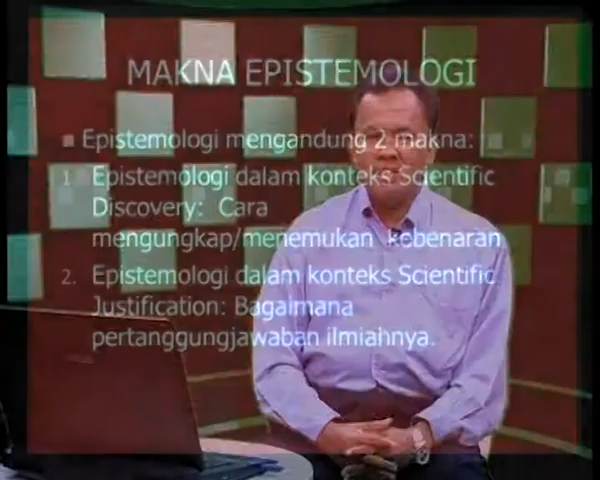 MAKNA EPISTEMOLOGI
Epistemologi mengandung 2 makna:
1. Epistemologi dalam konteks Scientific
Discovery: Cara
mengungkap/menemukan kebenaran
2. Epistemologi dalam konteks Scientific
Justification: Bagaimana
pertanggungjawaban ilmiahnya.